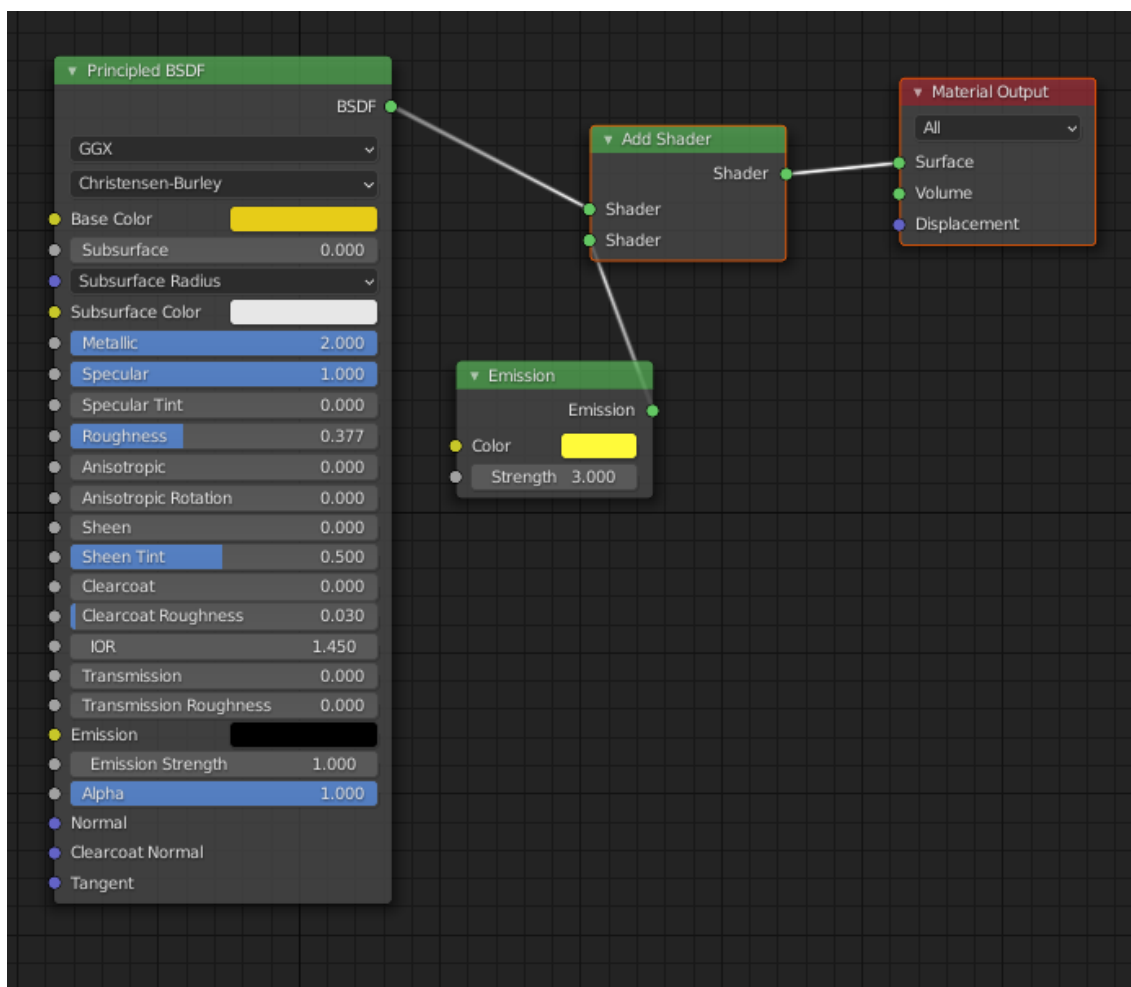 Principled BSDF
BSDF
GGX
Christensen-Burley
Base Color
Subsurface 0.000
Subsurface Radius
Subsurface Color
Metallic 2.000
Specular 1.000
Specular Tint 0.000
Roughness 0.377
Anisotropic 0.000
Anisotropic Rotation 0.000
Sheen 0.000
Sheen Tint 0.500
Clearcoat 0.000
Clearcoat Roughness 0.030
IOR 1.450
Transmission 0.000
Transmission Roughness 0.000
Emission
Emission Strength 1.000
Alpha 1.000
Normal
Clearcoat Normal
Tangent
Emission
Emission
Color
Strength 3.000
Add Shader
Shader
Shader
Shader
Material Output
All
Surface
Volume
Displacement